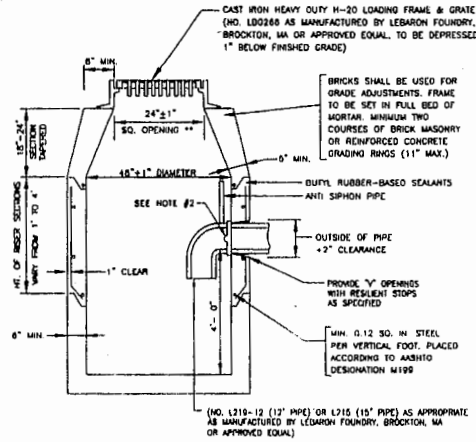 CAST IRON HEAVY DUTY H-20 LOADING FRAME & GRATE
(NO. LBG268 AS MANUFACTURED BY LEBARON FOUNDRY,
BROCKTON, MA OR APPROVED EQUAL. TO BE DEPRESSED
1" BELOW FINISHED GRADE)
6" MIN.
BRICKS SHALL BE USED FOR
GRADE ADJUSTMENTS. FRAME
TO BE SET IN FULL BED OF
MORTAR. MINIMUM TWO
COURSES OF BRICK MASONRY
OR REINFORCED CONCRETE
GRADING RINGS (11" MAX.)
24"±1"
SQ. OPENING **
18"-24"
TAPERED
SECTION
48"±1" DIAMETER
6" MIN.
BUTYL RUBBER-BASED SEALANTS
ANTI SIPHON PIPE
SEE NOTE #2
HT. OF RISER SECTIONS
VARY FROM 1' TO 4'
OUTSIDE OF PIPE
+2" CLEARANCE
1" CLEAR
PROVIDE "V" OPENINGS
WITH RESILIENT STOPS
AS SPECIFIED
4'-0"
6" MIN.
MIN. 0.12 SQ. IN STEEL
PER VERTICAL FOOT, PLACED
ACCORDING TO AASHTO
DESIGNATION M199
(NO. L219-12 (12" PIPE) OR L215 (15" PIPE) AS APPROPRIATE
AS MANUFACTURED BY LEBARON FOUNDRY, BROCKTON, MA
OR APPROVED EQUAL)